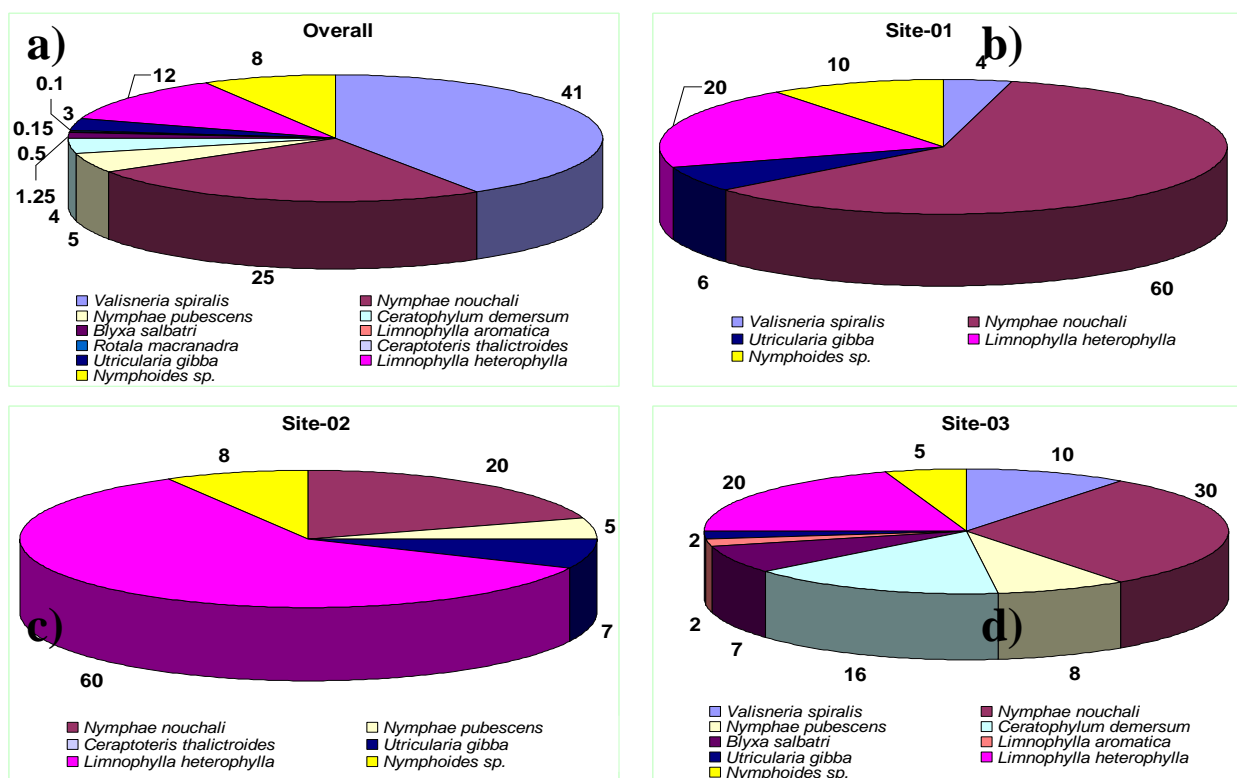 a)
Overall
8
12
41
0.1
3
0.15
0.5
1.25
4
5
25
Valisneria spiralis Nymphae nouchali
Nymphae pubescens Ceratophylum demersum
Blyxa salbatri Limnophylla aromatica
Rotala macranadra Ceraptoteris thalictroides
Utricularia gibba Limnophylla heterophylla
Nymphoides sp.
Site-01
b)
10
4
20
6
60
Valisneria spiralis Nymphae nouchali
Utricularia gibba Limnophylla heterophylla
Nymphoides sp.
Site-02
8
20
5
c)
7
60
Nymphae nouchali Nymphae pubescens
Ceraptoteris thalictroides Utricularia gibba
Limnophylla heterophylla Nymphoides sp.
Site-03
5
10
20
30
2
2
d)
7
16
8
Valisneria spiralis Nymphae nouchali
Nymphae pubescens Ceratophylum demersum
Blyxa salbatri Limnophylla aromatica
Utricularia gibba Limnophylla heterophylla
Nymphoides sp.